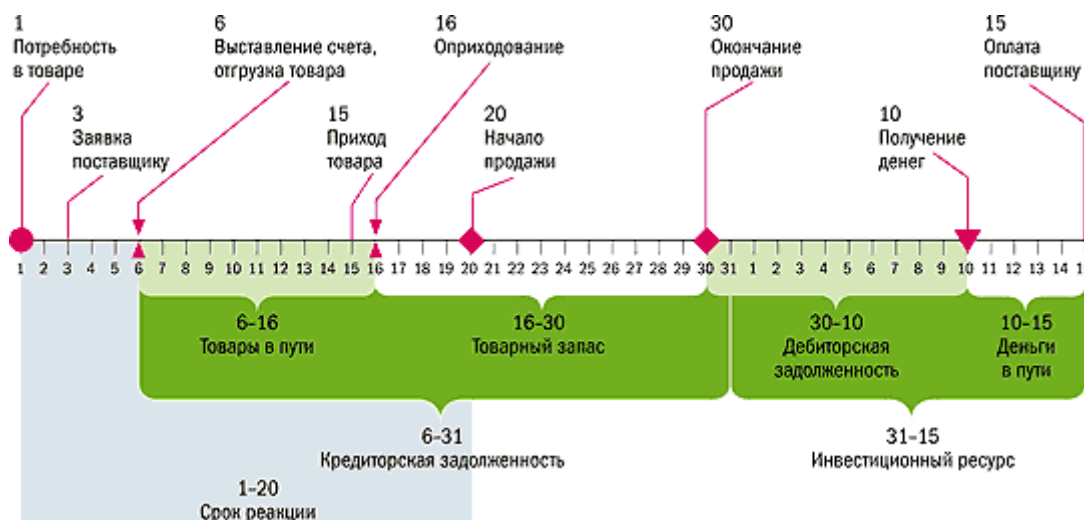 1
Потребность
в товаре
3
Заявка
поставщику
6
Выставление счета,
отгрузка товара
15
Приход
товара
16
Оприходование
20
Начало
продажи
30
Окончание
продажи
10
Получение
денег
15
Оплата
поставщику
1 2 3 4 5 6 7 8 9 10 11 12 13 14 15 16 17 18 19 20 21 22 23 24 25 26 27 28 29 30 31 1 2 3 4 5 6 7 8 9 10 11 12 13 14
6–16
Товары в пути
16–30
Товарный запас
30–10
Дебиторская
задолженность
10–15
Деньги
в пути
6–31
Кредиторская задолженность
31–15
Инвестиционный ресурс
1–20
Срок реакции